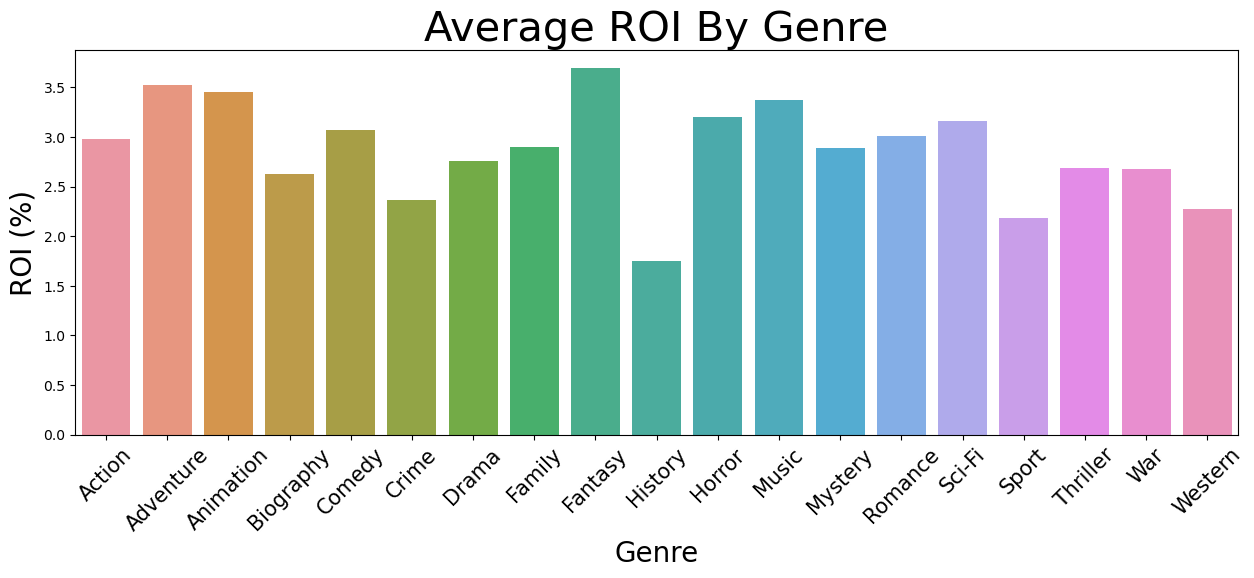 Average ROI By Genre
ROI (%)
3.5
3.0
2.5
2.0
1.5
1.0
0.5
0.0
Action
Adventure
Animation
Biography
Comedy
Crime
Drama
Family
Fantasy
History
Horror
Music
Mystery
Romance
Sci-Fi
Sport
Thriller
War
Western
Genre